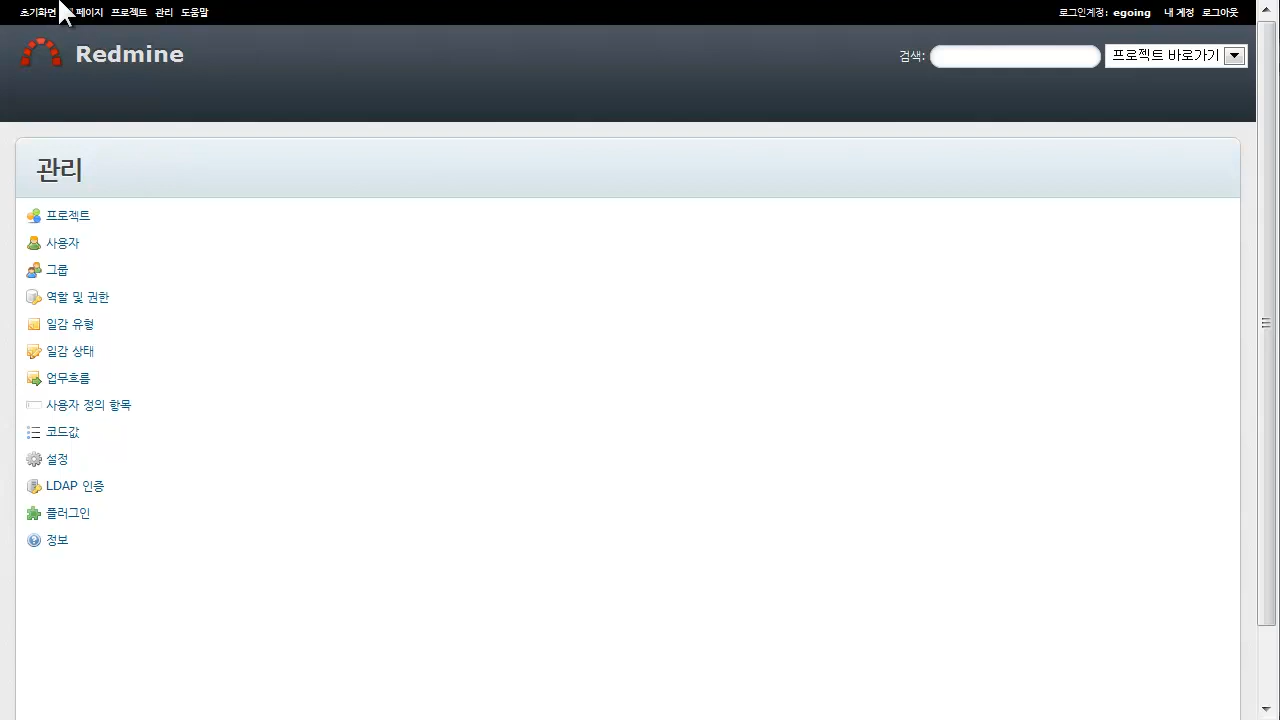 초기화면 페이지 프로젝트 관리 도움말
로그인계정: egoing 내 계정 로그아웃
Redmine
검색: 프로젝트 바로가기
관리
프로젝트
사용자
그룹
역할 및 권한
일감 유형
일감 상태
업무흐름
사용자 정의 항목
코드값
설정
LDAP 인증
플러그인
정보